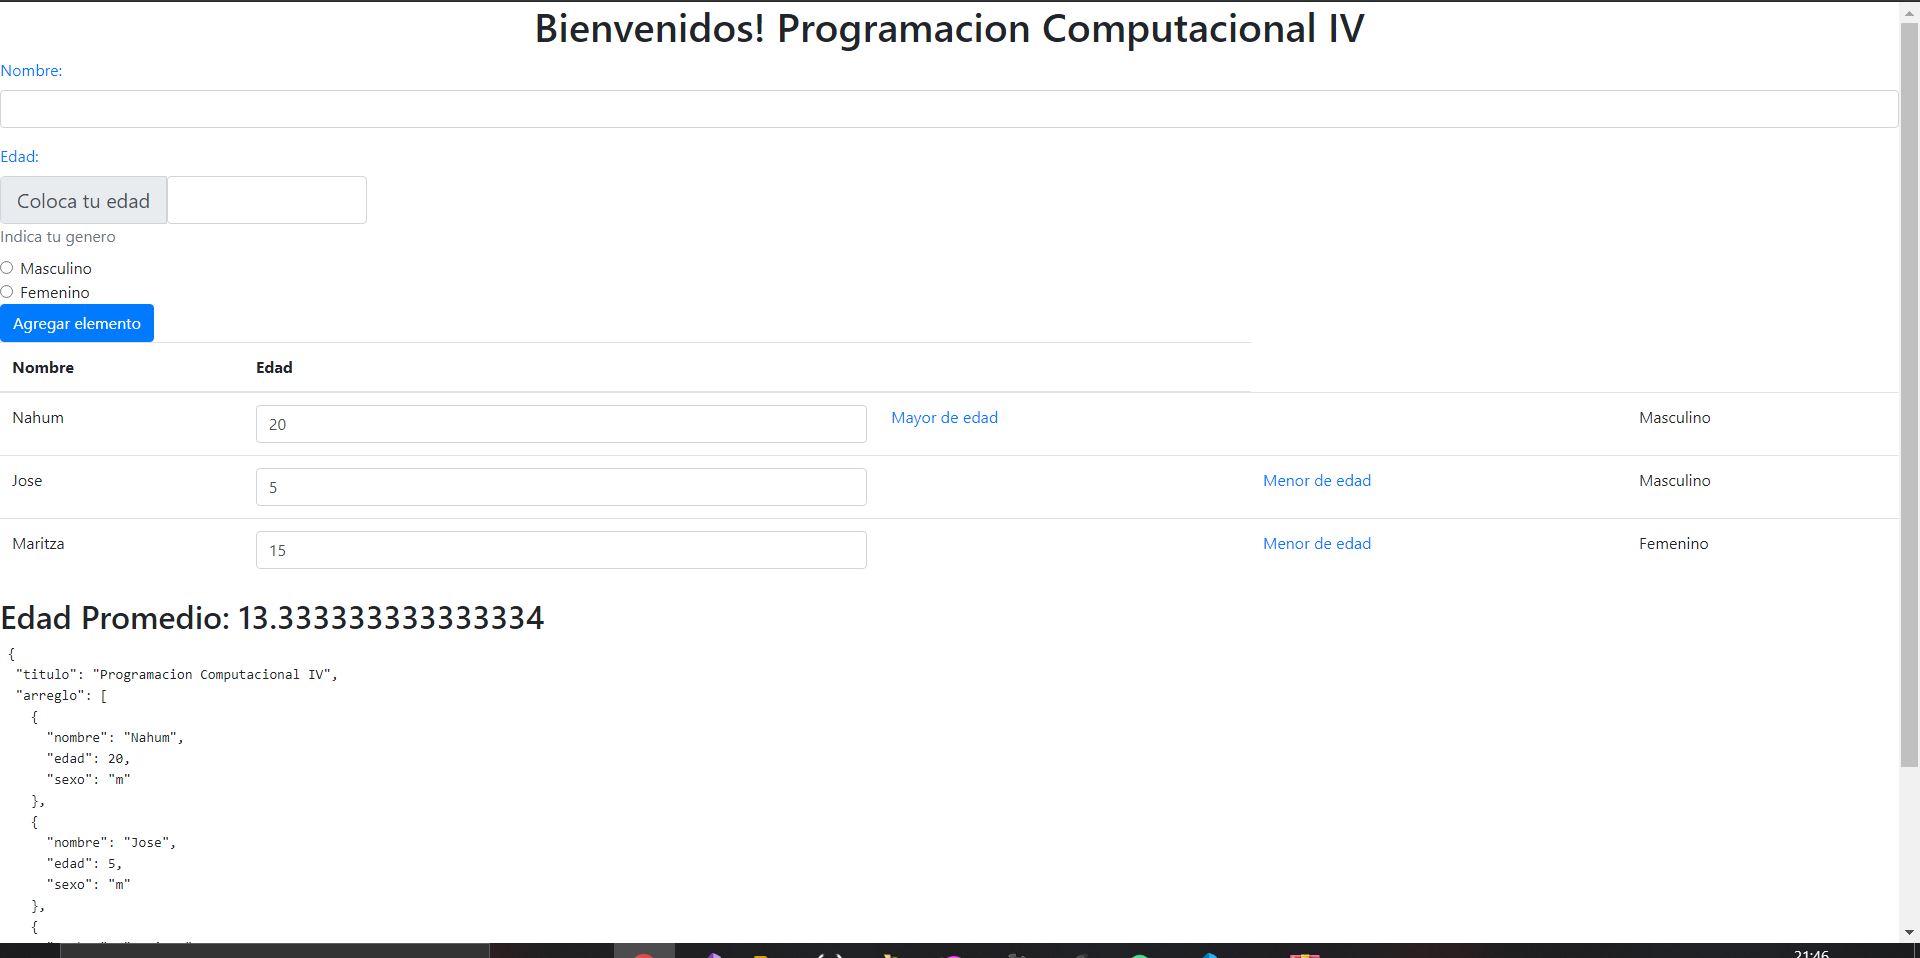 Bienvenidos! Programacion Computacional IV
Nombre:
Edad:
Coloca tu edad
Indica tu genero
Masculino
Femenino
Agregar elemento
Nombre Edad
Nahum 20 Mayor de edad Masculino
Jose 5 Menor de edad Masculino
Maritza 15 Menor de edad Femenino
Edad Promedio: 13.333333333333334
{
"titulo": "Programacion Computacional IV",
"arreglo": [
{
"nombre": "Nahum",
"edad": 20,
"sexo": "m"
},
{
"nombre": "Jose",
"edad": 5,
"sexo": "m"
},
{
21:46